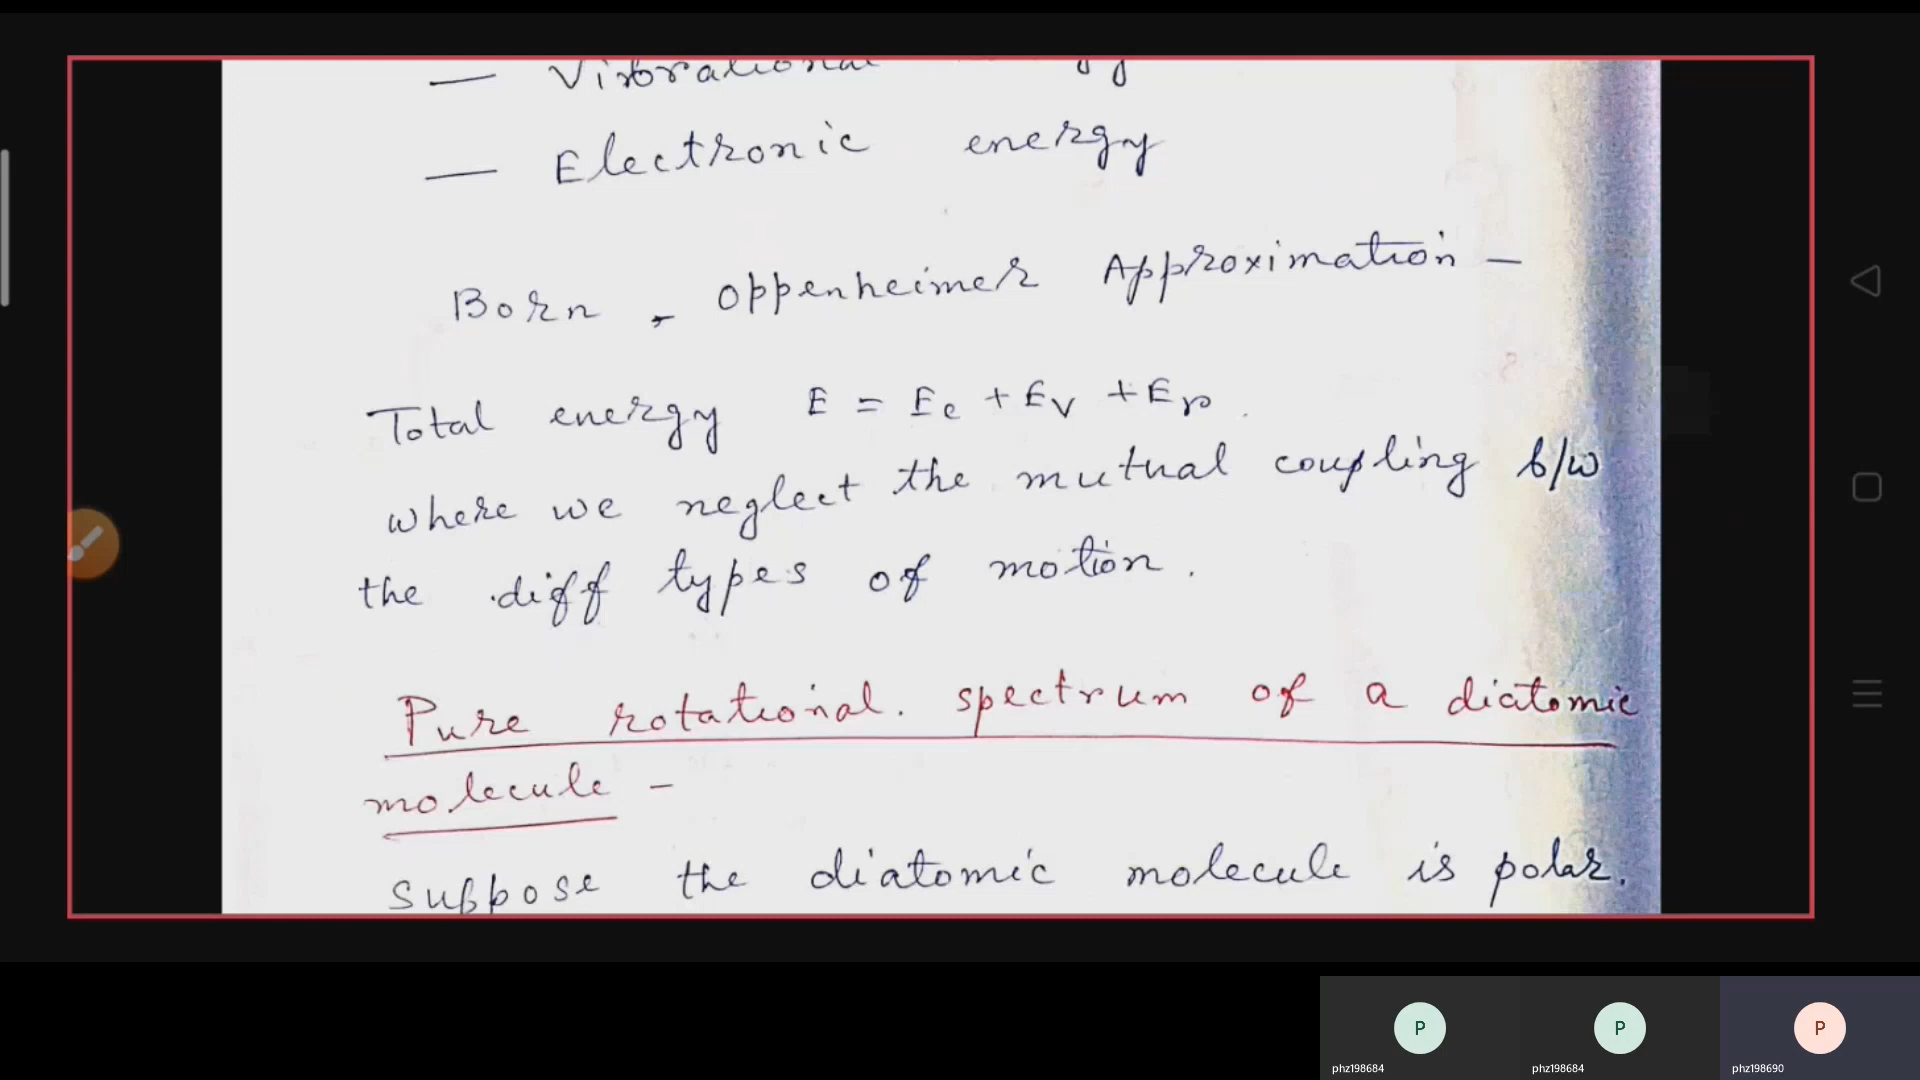 — Vibrational
— Electronic energy
Born - Oppenheimer Approximation -
Total energy E = Ee + Ev + Er.
where we neglect the mutual coupling b/w
the diff types of motion.
Pure rotational. spectrum of a diatomic
molecule -
Suppose the diatomic molecule is polar.
P P P
phz198684 phz198684 phz198690